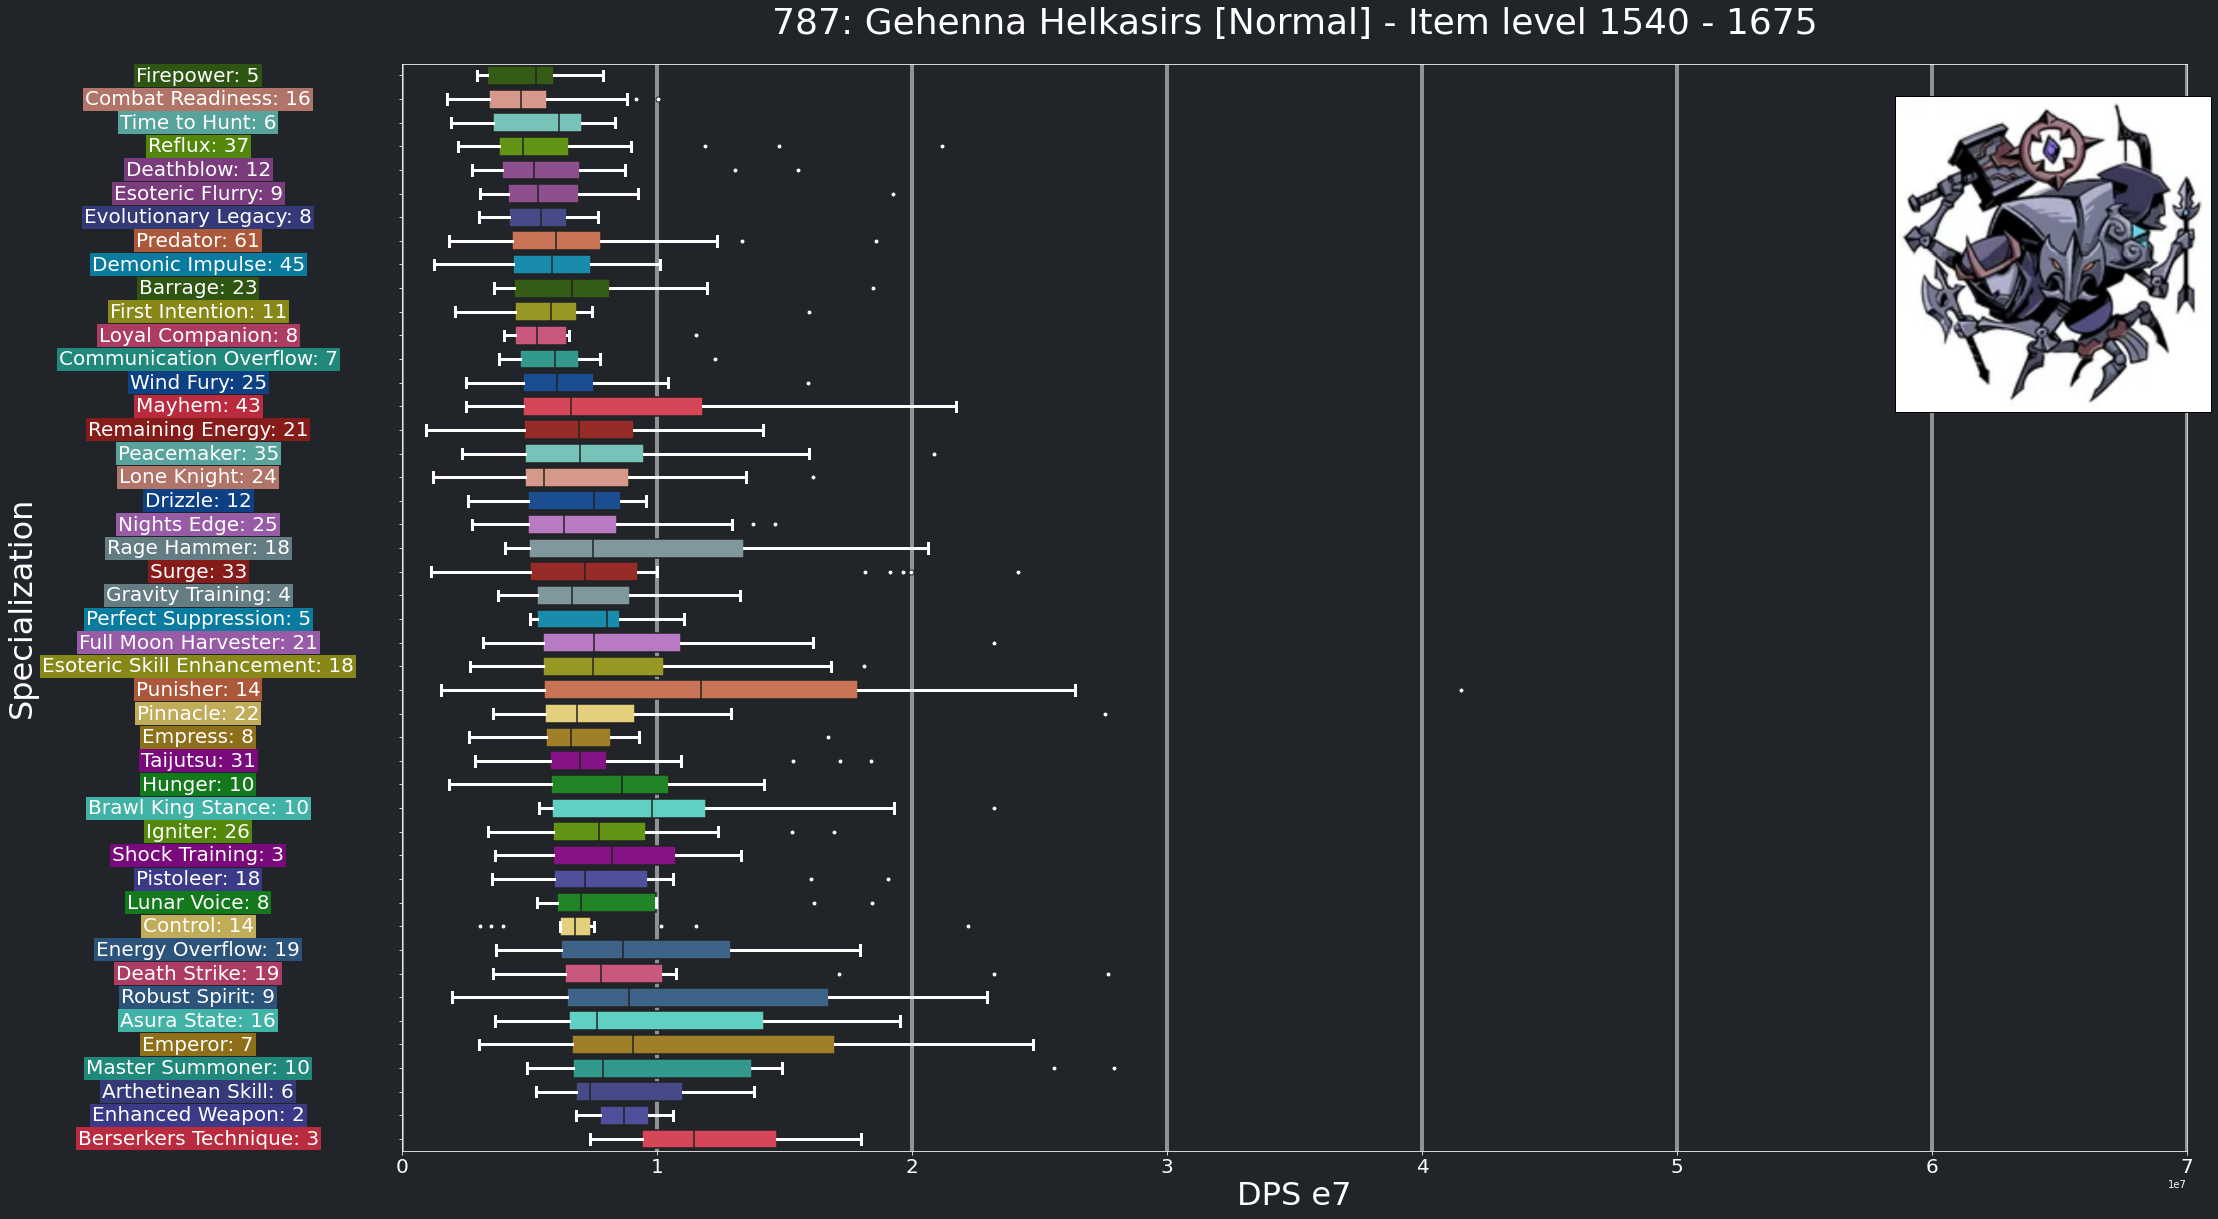 787: Gehenna Helkasirs [Normal] - Item level 1540 - 1675
Specialization
Firepower: 5
Combat Readiness: 16
Time to Hunt: 6
Reflux: 37
Deathblow: 12
Esoteric Flurry: 9
Evolutionary Legacy: 8
Predator: 61
Demonic Impulse: 45
Barrage: 23
First Intention: 11
Loyal Companion: 8
Communication Overflow: 7
Wind Fury: 25
Mayhem: 43
Remaining Energy: 21
Peacemaker: 35
Lone Knight: 24
Drizzle: 12
Nights Edge: 25
Rage Hammer: 18
Surge: 33
Gravity Training: 4
Perfect Suppression: 5
Full Moon Harvester: 21
Esoteric Skill Enhancement: 18
Punisher: 14
Pinnacle: 22
Empress: 8
Taijutsu: 31
Hunger: 10
Brawl King Stance: 10
Igniter: 26
Shock Training: 3
Pistoleer: 18
Lunar Voice: 8
Control: 14
Energy Overflow: 19
Death Strike: 19
Robust Spirit: 9
Asura State: 16
Emperor: 7
Master Summoner: 10
Arthetinean Skill: 6
Enhanced Weapon: 2
Berserkers Technique: 3
0 1 2 3 4 5 6 7
1e7
DPS e7